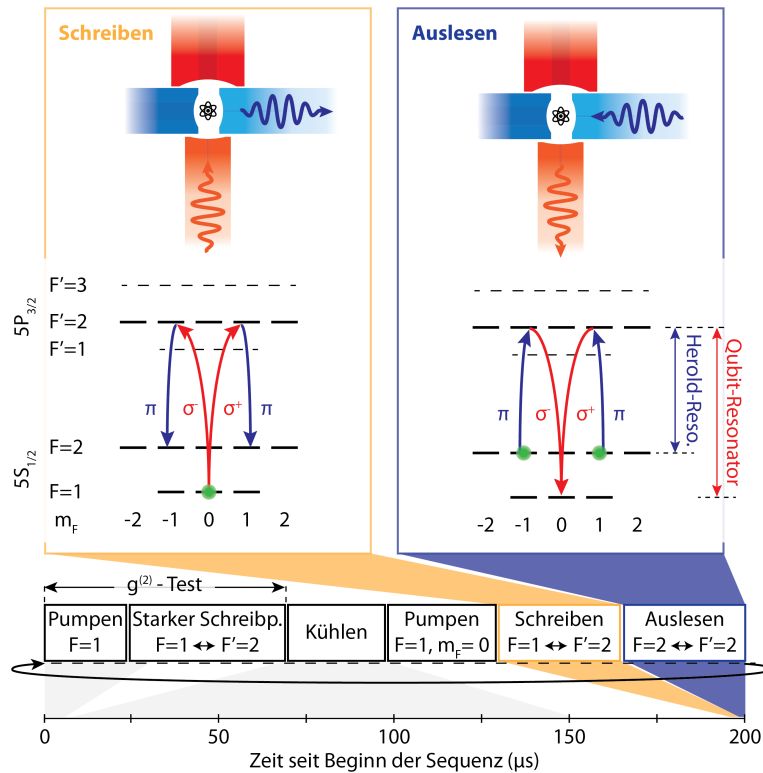 Schreiben
Auslesen
5P3/2
F'=3
F'=2
F'=1
π σ- σ+ π
π σ- σ+ π
Herold-Reso.
Qubit-Resonator
5S1/2
F=2
F=1
mF -2 -1 0 1 2
-2 -1 0 1 2
g(2) - Test
Pumpen
F=1
Starker Schreibp.
F=1 ↔ F'=2
Kühlen
Pumpen
F=1, mF= 0
Schreiben
F=1 ↔ F'=2
Auslesen
F=2 ↔ F'=2
0 50 100 150 200
Zeit seit Beginn der Sequenz (μs)